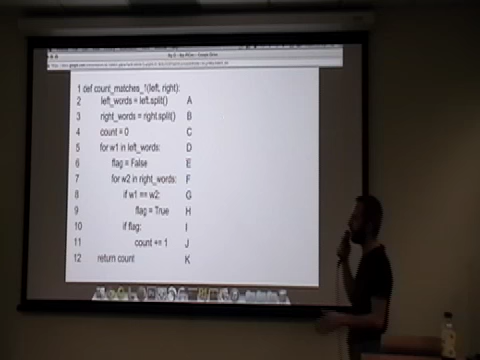 1 def count_matches_1(left, right):
2 left_words = left.split() A
3 right_words = right.split() B
4 count = 0 C
5 for w1 in left_words: D
6 flag = False E
7 for w2 in right_words: F
8 if w1 == w2: G
9 flag = True H
10 if flag: I
11 count += 1 J
12 return count K